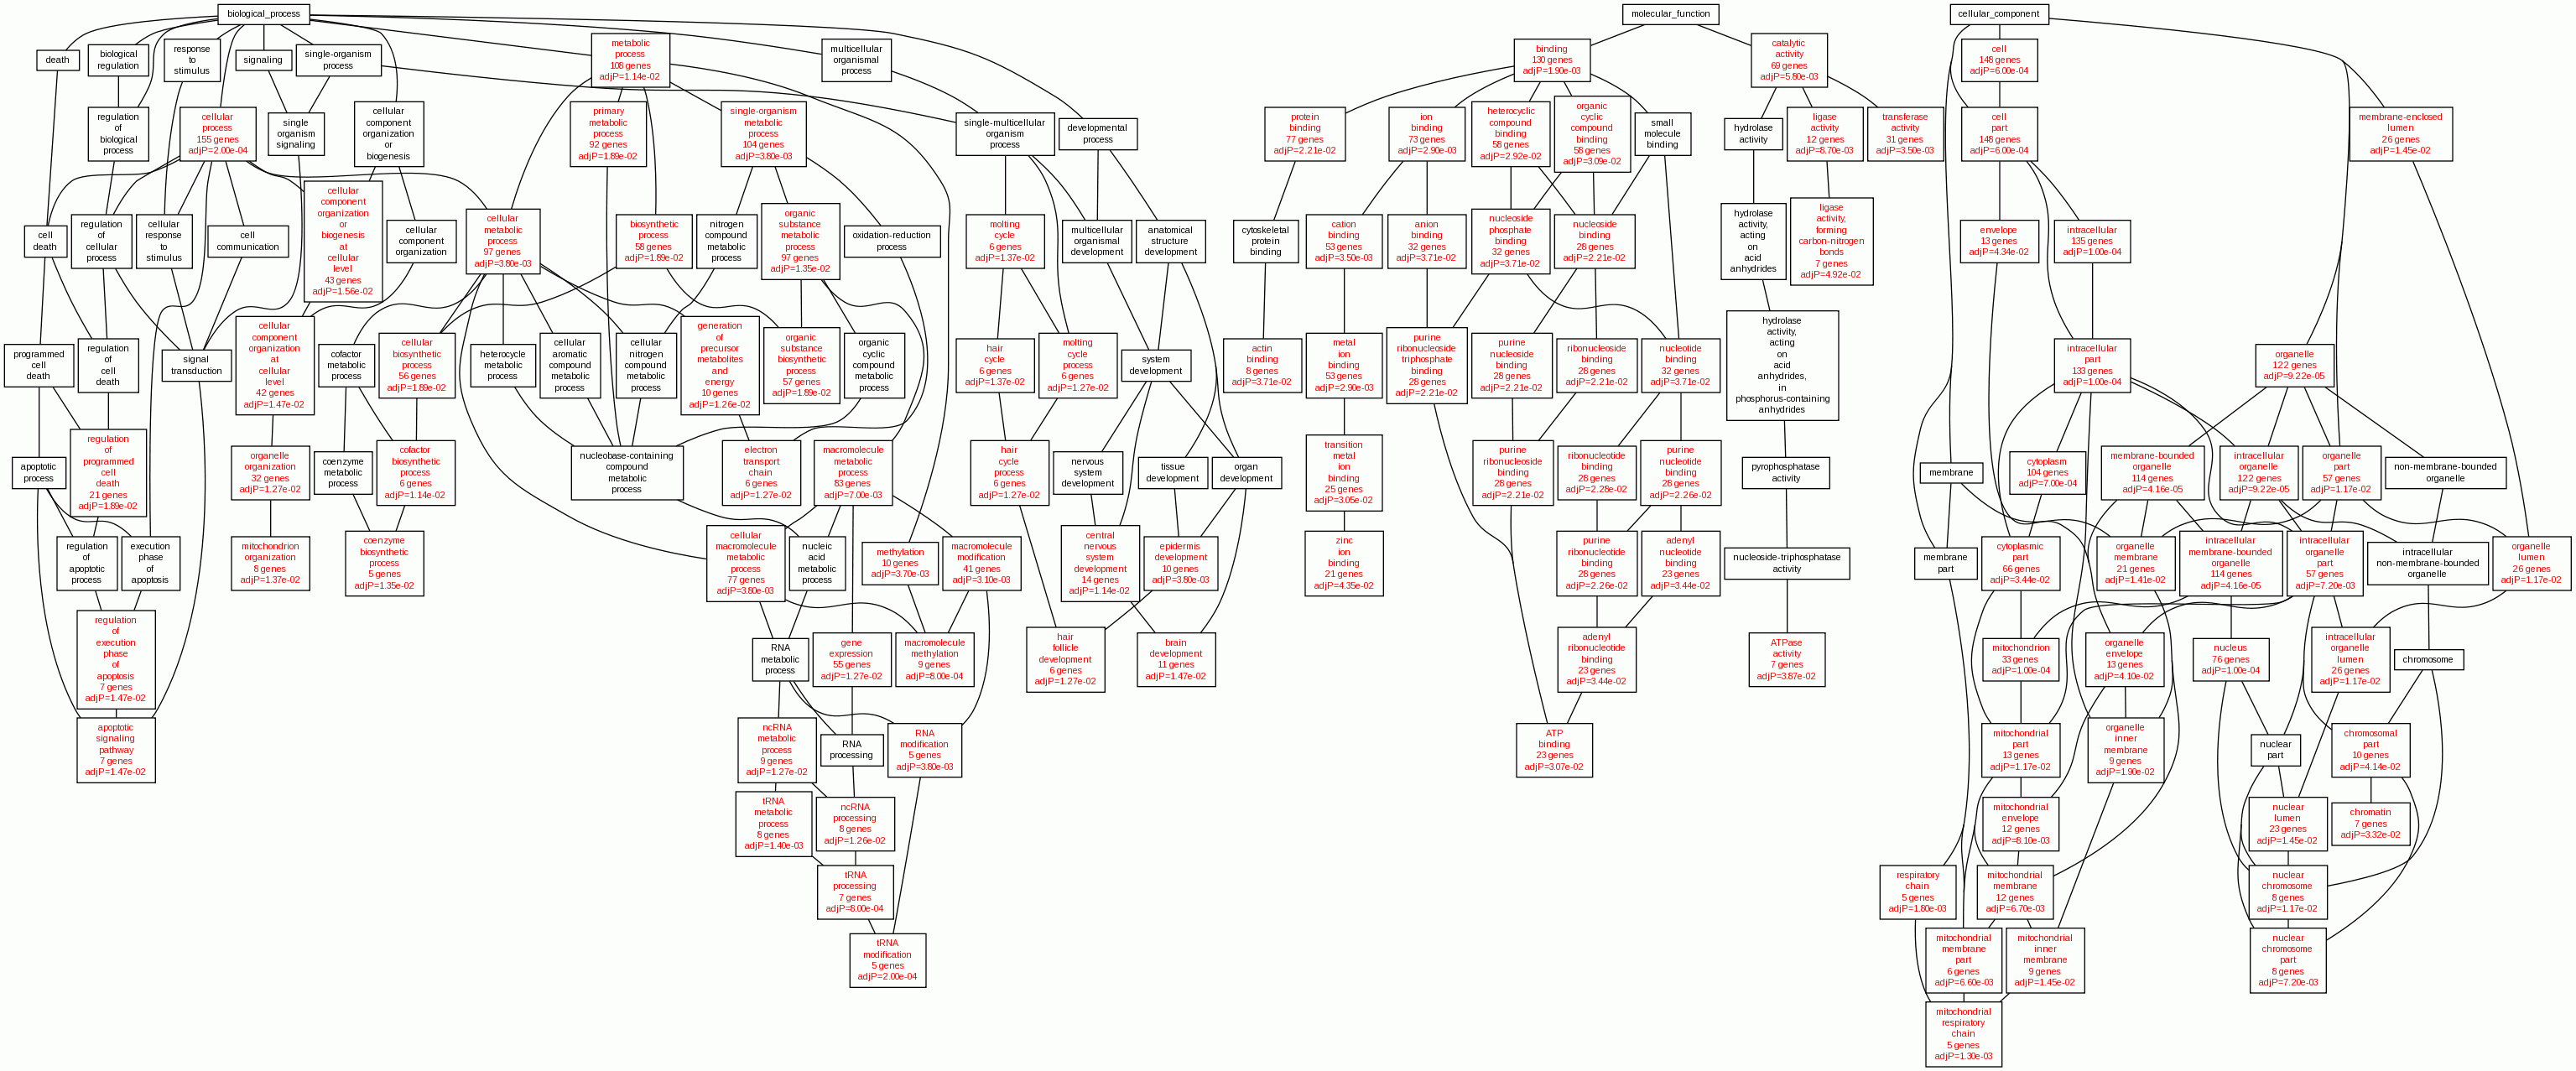 biological_process
death
biological
regulation
response
to
stimulus
signaling
single-organism
process
metabolic
process
108 genes
adjP=1.14e-02
multicellular
organismal
process
regulation
of
biological
process
cellular
process
155 genes
adjP=2.00e-04
single
organism
signaling
cellular
component
organization
or
biogenesis
primary
metabolic
process
92 genes
adjP=1.89e-02
single-organism
metabolic
process
104 genes
adjP=3.80e-03
single-multicellular
organism
process
developmental
process
cell
death
regulation
of
cellular
process
cellular
response
to
stimulus
cell
communication
cellular
component
organization
or
biogenesis
at
cellular
level
43 genes
adjP=1.56e-02
cellular
component
organization
cellular
metabolic
process
97 genes
adjP=3.80e-03
biosynthetic
process
58 genes
adjP=1.89e-02
nitrogen
compound
metabolic
process
organic
substance
metabolic
process
97 genes
adjP=1.35e-02
oxidation-reduction
process
molting
cycle
6 genes
adjP=1.37e-02
multicellular
organismal
development
anatomical
structure
development
programmed
cell
death
regulation
of
cell
death
signal
transduction
cellular
component
organization
at
cellular
level
42 genes
adjP=1.47e-02
cofactor
metabolic
process
cellular
biosynthetic
process
56 genes
adjP=1.89e-02
heterocycle
metabolic
process
cellular
aromatic
compound
metabolic
process
cellular
nitrogen
compound
metabolic
process
generation
of
precursor
metabolites
and
energy
10 genes
adjP=1.26e-02
organic
substance
biosynthetic
process
57 genes
adjP=1.89e-02
organic
cyclic
compound
metabolic
process
hair
cycle
6 genes
adjP=1.37e-02
molting
cycle
process
6 genes
adjP=1.27e-02
system
development
apoptotic
process
regulation
of
programmed
cell
death
21 genes
adjP=1.89e-02
organelle
organization
32 genes
adjP=1.27e-02
coenzyme
metabolic
process
cofactor
biosynthetic
process
6 genes
adjP=1.14e-02
nucleobase-containing
compound
metabolic
process
electron
transport
chain
6 genes
adjP=1.27e-02
macromolecule
metabolic
process
83 genes
adjP=7.00e-03
hair
cycle
process
6 genes
adjP=1.27e-02
nervous
system
development
tissue
development
organ
development
regulation
of
apoptotic
process
execution
phase
of
apoptosis
mitochondrion
organization
8 genes
adjP=1.37e-02
coenzyme
biosynthetic
process
5 genes
adjP=1.35e-02
cellular
macromolecule
metabolic
process
77 genes
adjP=3.80e-03
nucleic
acid
metabolic
process
methylation
10 genes
adjP=3.70e-03
macromolecule
modification
41 genes
adjP=3.10e-03
central
nervous
system
development
14 genes
adjP=1.14e-02
epidermis
development
10 genes
adjP=3.80e-03
regulation
of
execution
phase
of
apoptosis
7 genes
adjP=1.47e-02
RNA
metabolic
process
gene
expression
55 genes
adjP=1.27e-02
macromolecule
methylation
9 genes
adjP=8.00e-04
hair
follicle
development
6 genes
adjP=1.27e-02
brain
development
11 genes
adjP=1.47e-02
apoptotic
signaling
pathway
7 genes
adjP=1.47e-02
ncRNA
metabolic
process
9 genes
adjP=1.27e-02
RNA
processing
RNA
modification
5 genes
adjP=3.80e-03
tRNA
metabolic
process
8 genes
adjP=1.40e-03
ncRNA
processing
8 genes
adjP=1.26e-02
tRNA
processing
7 genes
adjP=8.00e-04
tRNA
modification
5 genes
adjP=2.00e-04
molecular_function
binding
130 genes
adjP=1.90e-03
catalytic
activity
69 genes
adjP=5.80e-03
protein
binding
77 genes
adjP=2.21e-02
ion
binding
73 genes
adjP=2.90e-03
heterocyclic
compound
binding
58 genes
adjP=2.92e-02
organic
cyclic
compound
binding
58 genes
adjP=3.09e-02
small
molecule
binding
hydrolase
activity
ligase
activity
12 genes
adjP=8.70e-03
transferase
activity
31 genes
adjP=3.50e-03
cytoskeletal
protein
binding
cation
binding
53 genes
adjP=3.50e-03
anion
binding
32 genes
adjP=3.71e-02
nucleoside
phosphate
binding
32 genes
adjP=3.71e-02
nucleoside
binding
28 genes
adjP=2.21e-02
hydrolase
activity,
acting
on
acid
anhydrides
ligase
activity,
forming
carbon-nitrogen
bonds
7 genes
adjP=4.92e-02
actin
binding
8 genes
adjP=3.71e-02
metal
ion
binding
53 genes
adjP=2.90e-03
purine
ribonucleoside
triphosphate
binding
28 genes
adjP=2.21e-02
purine
nucleoside
binding
28 genes
adjP=2.21e-02
ribonucleoside
binding
28 genes
adjP=2.21e-02
nucleotide
binding
32 genes
adjP=3.71e-02
hydrolase
activity,
acting
on
acid
anhydrides,
in
phosphorus-containing
anhydrides
transition
metal
ion
binding
25 genes
adjP=3.05e-02
purine
ribonucleoside
binding
28 genes
adjP=2.21e-02
ribonucleotide
binding
28 genes
adjP=2.28e-02
purine
nucleotide
binding
28 genes
adjP=2.26e-02
pyrophosphatase
activity
zinc
ion
binding
21 genes
adjP=4.35e-02
purine
ribonucleotide
binding
28 genes
adjP=2.26e-02
adenyl
nucleotide
binding
23 genes
adjP=3.44e-02
nucleoside-triphosphatase
activity
adenyl
ribonucleotide
binding
23 genes
adjP=3.44e-02
ATPase
activity
7 genes
adjP=3.87e-02
ATP
binding
23 genes
adjP=3.07e-02
cellular_component
cell
148 genes
adjP=6.00e-04
cell
part
148 genes
adjP=6.00e-04
membrane-enclosed
lumen
26 genes
adjP=1.45e-02
envelope
13 genes
adjP=4.34e-02
intracellular
135 genes
adjP=1.00e-04
intracellular
part
133 genes
adjP=1.00e-04
organelle
122 genes
adjP=9.22e-05
membrane
cytoplasm
104 genes
adjP=7.00e-04
membrane-bounded
organelle
114 genes
adjP=4.16e-05
intracellular
organelle
122 genes
adjP=9.22e-05
organelle
part
57 genes
adjP=1.17e-02
non-membrane-bounded
organelle
membrane
part
cytoplasmic
part
66 genes
adjP=3.44e-02
organelle
membrane
21 genes
adjP=1.41e-02
intracellular
membrane-bounded
organelle
114 genes
adjP=4.16e-05
intracellular
organelle
part
57 genes
adjP=7.20e-03
intracellular
non-membrane-bounded
organelle
organelle
lumen
26 genes
adjP=1.17e-02
mitochondrion
33 genes
adjP=1.00e-04
organelle
envelope
13 genes
adjP=4.10e-02
nucleus
76 genes
adjP=1.00e-04
intracellular
organelle
lumen
26 genes
adjP=1.17e-02
chromosome
mitochondrial
part
13 genes
adjP=1.17e-02
organelle
inner
membrane
9 genes
adjP=1.90e-02
nuclear
part
chromosomal
part
10 genes
adjP=4.14e-02
mitochondrial
envelope
12 genes
adjP=8.10e-03
nuclear
lumen
23 genes
adjP=1.45e-02
chromatin
7 genes
adjP=3.32e-02
respiratory
chain
5 genes
adjP=1.80e-03
mitochondrial
membrane
12 genes
adjP=6.70e-03
nuclear
chromosome
8 genes
adjP=1.17e-02
mitochondrial
membrane
part
6 genes
adjP=6.60e-03
mitochondrial
inner
membrane
9 genes
adjP=1.45e-02
nuclear
chromosome
part
8 genes
adjP=7.20e-03
mitochondrial
respiratory
chain
5 genes
adjP=1.30e-03